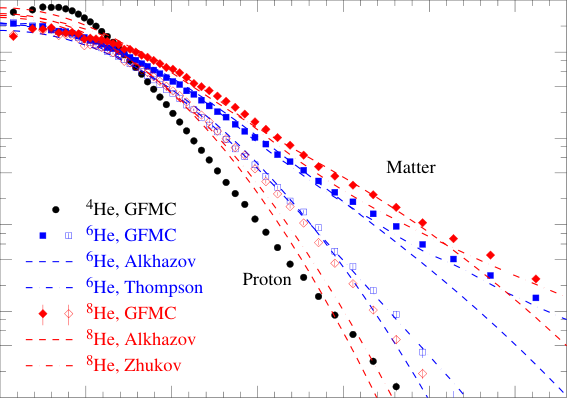 Matter
⁴He, GFMC
⁶He, GFMC
⁶He, Alkhazov
Proton
⁶He, Thompson
⁸He, GFMC
⁸He, Alkhazov
⁸He, Zhukov